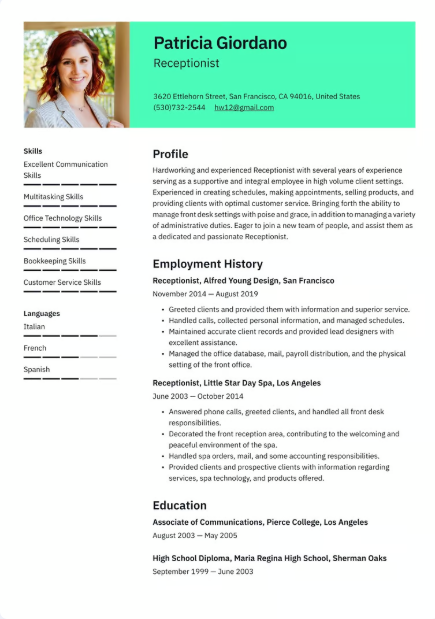 Patricia Giordano
Receptionist
3620 Ettlehorn Street, San Francisco, CA 94016, United States
(530)732-2544 hw12@gmail.com
Skills
Excellent Communication
Skills
Multitasking Skills
Office Technology Skills
Scheduling Skills
Bookkeeping Skills
Customer Service Skills
Languages
Italian
French
Spanish
Profile
Hardworking and experienced Receptionist with several years of experience
serving as a supportive and integral employee in high volume client settings.
Experienced in creating schedules, making appointments, selling products, and
providing clients with optimal customer service. Bringing forth the ability to
manage front desk settings with poise and grace, in addition to managing a variety
of administrative duties. Eager to join a new team of people, and assist them as
a dedicated and passionate Receptionist.
Employment History
Receptionist, Alfred Young Design, San Francisco
November 2014 — August 2019
• Greeted clients and provided them with information and superior service.
• Handled calls, collected personal information, and managed schedules.
• Maintained accurate client records and provided lead designers with
excellent assistance.
• Managed the office database, mail, payroll distribution, and the physical
setting of the front office.
Receptionist, Little Star Day Spa, Los Angeles
June 2003 — October 2014
• Answered phone calls, greeted clients, and handled all front desk
responsibilities.
• Decorated the front reception area, contributing to the welcoming and
peaceful environment of the spa.
• Handled spa orders, mail, and some accounting responsibilities.
• Provided clients and prospective clients with information regarding
services, spa technology, and products offered.
Education
Associate of Communications, Pierce College, Los Angeles
August 2003 — May 2005
High School Diploma, Maria Regina High School, Sherman Oaks
September 1999 — June 2003